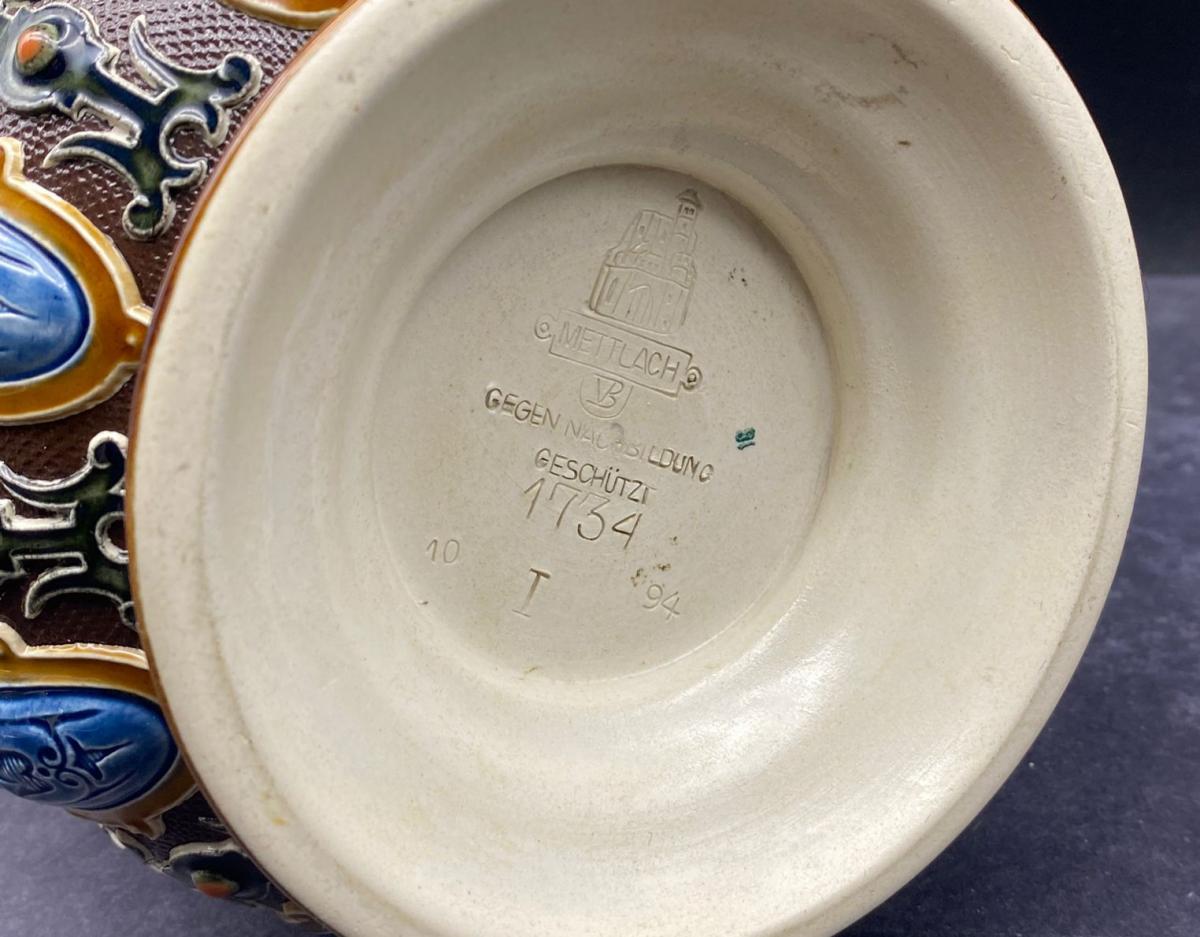 METTLACH
VB
GEGEN NACHBILDUNG
GESCHÜTZT
1734
10 I 94